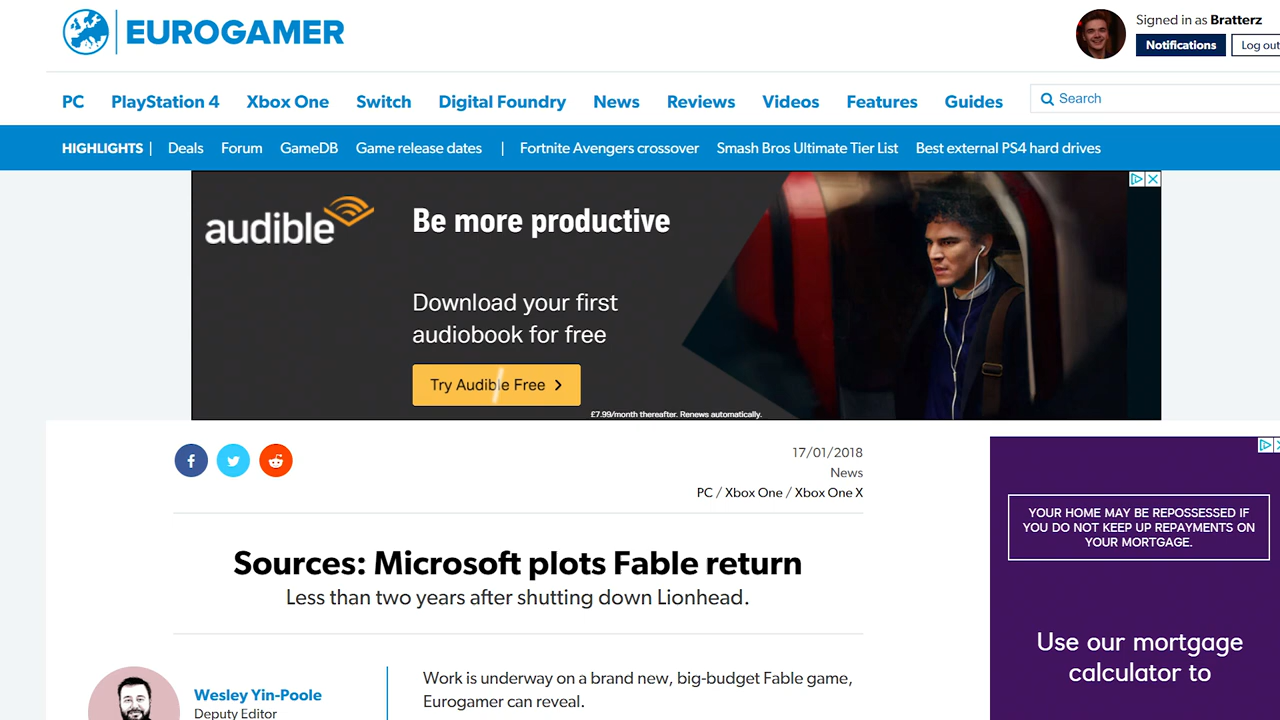 EUROGAMER
Signed in as Bratterz
Notifications
Log out
PC PlayStation 4 Xbox One Switch Digital Foundry News Reviews Videos Features Guides
Search
HIGHLIGHTS | Deals Forum GameDB Game release dates | Fortnite Avengers crossover Smash Bros Ultimate Tier List Best external PS4 hard drives
audible
Be more productive
Download your first
audiobook for free
Try Audible Free
£7.99/month thereafter. Renews automatically.
17/01/2018
News
PC / Xbox One / Xbox One X
Sources: Microsoft plots Fable return
Less than two years after shutting down Lionhead.
Wesley Yin-Poole
Deputy Editor
Work is underway on a brand new, big-budget Fable game,
Eurogamer can reveal.
YOUR HOME MAY BE REPOSSESSED IF
YOU DO NOT KEEP UP REPAYMENTS ON
YOUR MORTGAGE.
Use our mortgage
calculator to